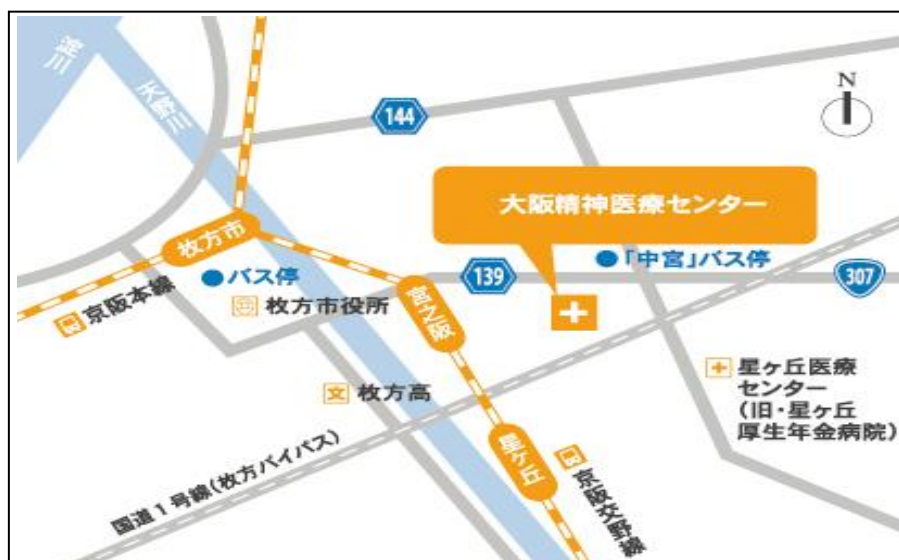 淀川
天野川
144
N
大阪精神医療センター
枚方市
バス停
139
「中宮」バス停
307
京阪本線
枚方市役所
宮之阪
枚方高
星ヶ丘医療
センター
(旧・星ヶ丘
厚生年金病院)
国道1号線(枚方バイパス)
星ヶ丘
京阪交野線
文